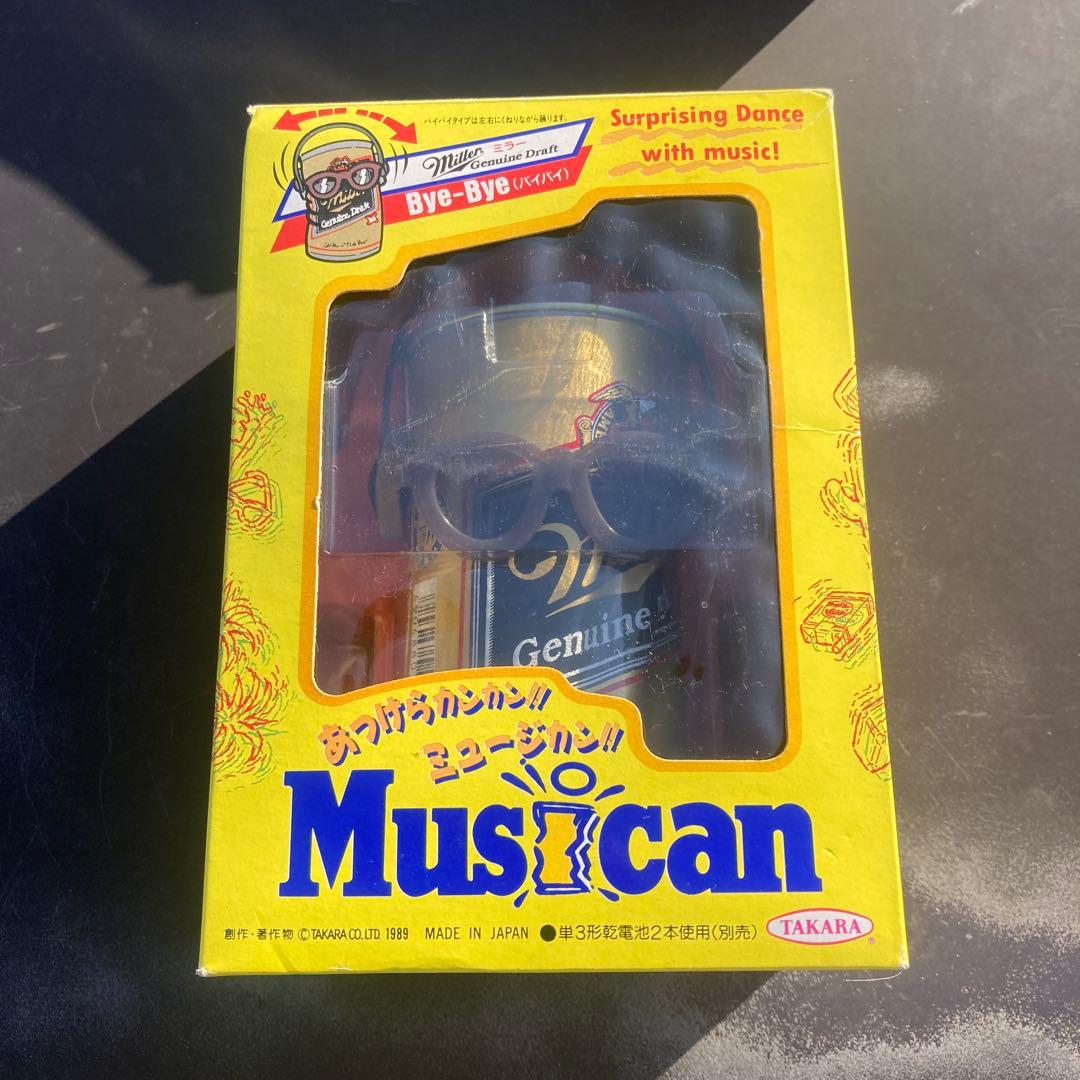 バイバイタイプは左右にくねりながら踊ります。
Miller ミラー
Genuine Draft
Bye-Bye(バイバイ)
Surprising Dance
with music!
Genuine Draft
AME
Genuine
あっけらカンカン!!
ミュージカン!!
Musican
創作・著作物 ©TAKARA CO.,LTD. 1989 MADE IN JAPAN ●単3形乾電池2本使用(別売)
TAKARA®